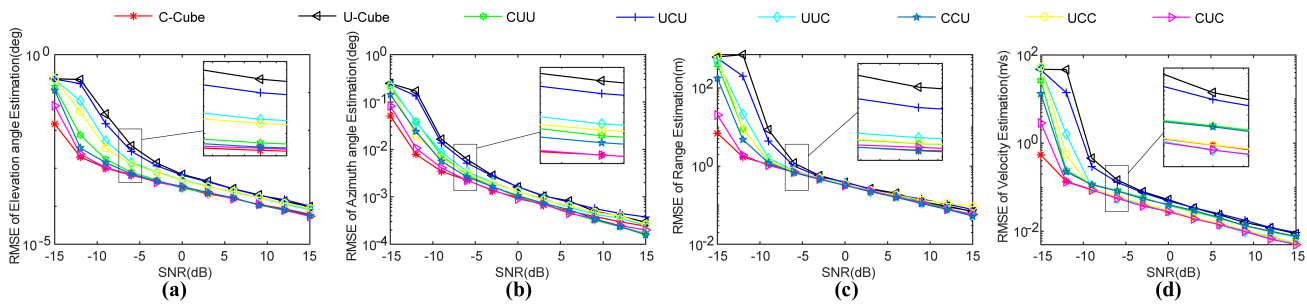 C-Cube U-Cube CUU UCU UUC CCU UCC CUC
RMSE of Elevation angle Estimation(deg)
10^0
10^-5
-15 -10 -5 0 5 10 15
SNR(dB)
(a)
RMSE of Azimuth angle Estimation(deg)
10^0
10^-1
10^-2
10^-3
10^-4
-15 -10 -5 0 5 10 15
SNR(dB)
(b)
RMSE of Range Estimation(m)
10^2
10^0
10^-2
-15 -10 -5 0 5 10 15
SNR(dB)
(c)
RMSE of Velocity Estimation(m/s)
10^2
10^0
10^-2
-15 -10 -5 0 5 10 15
SNR(dB)
(d)